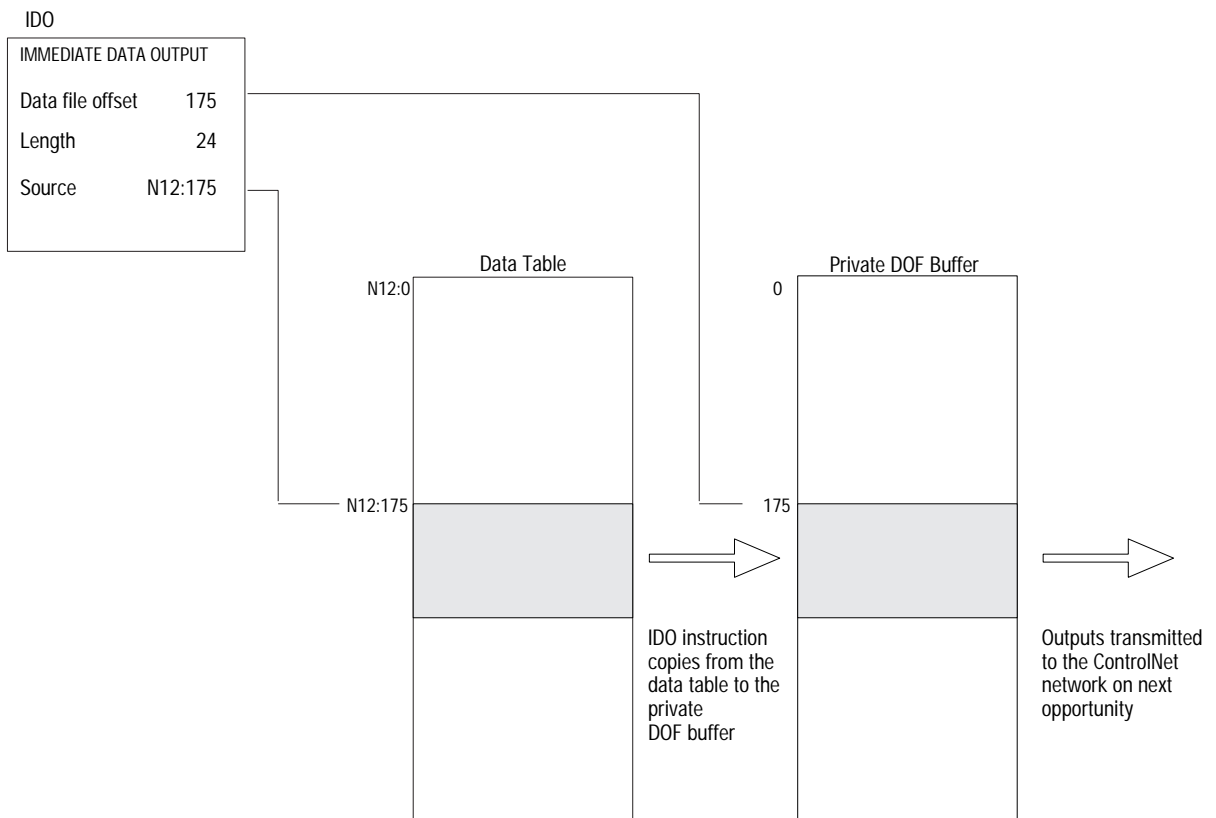 IDO
IMMEDIATE DATA OUTPUT
Data file offset 175
Length 24
Source N12:175
Data Table
Private DOF Buffer
N12:0
0
N12:175
175
IDO instruction
copies from the
data table to the
private
DOF buffer
Outputs transmitted
to the ControlNet
network on next
opportunity